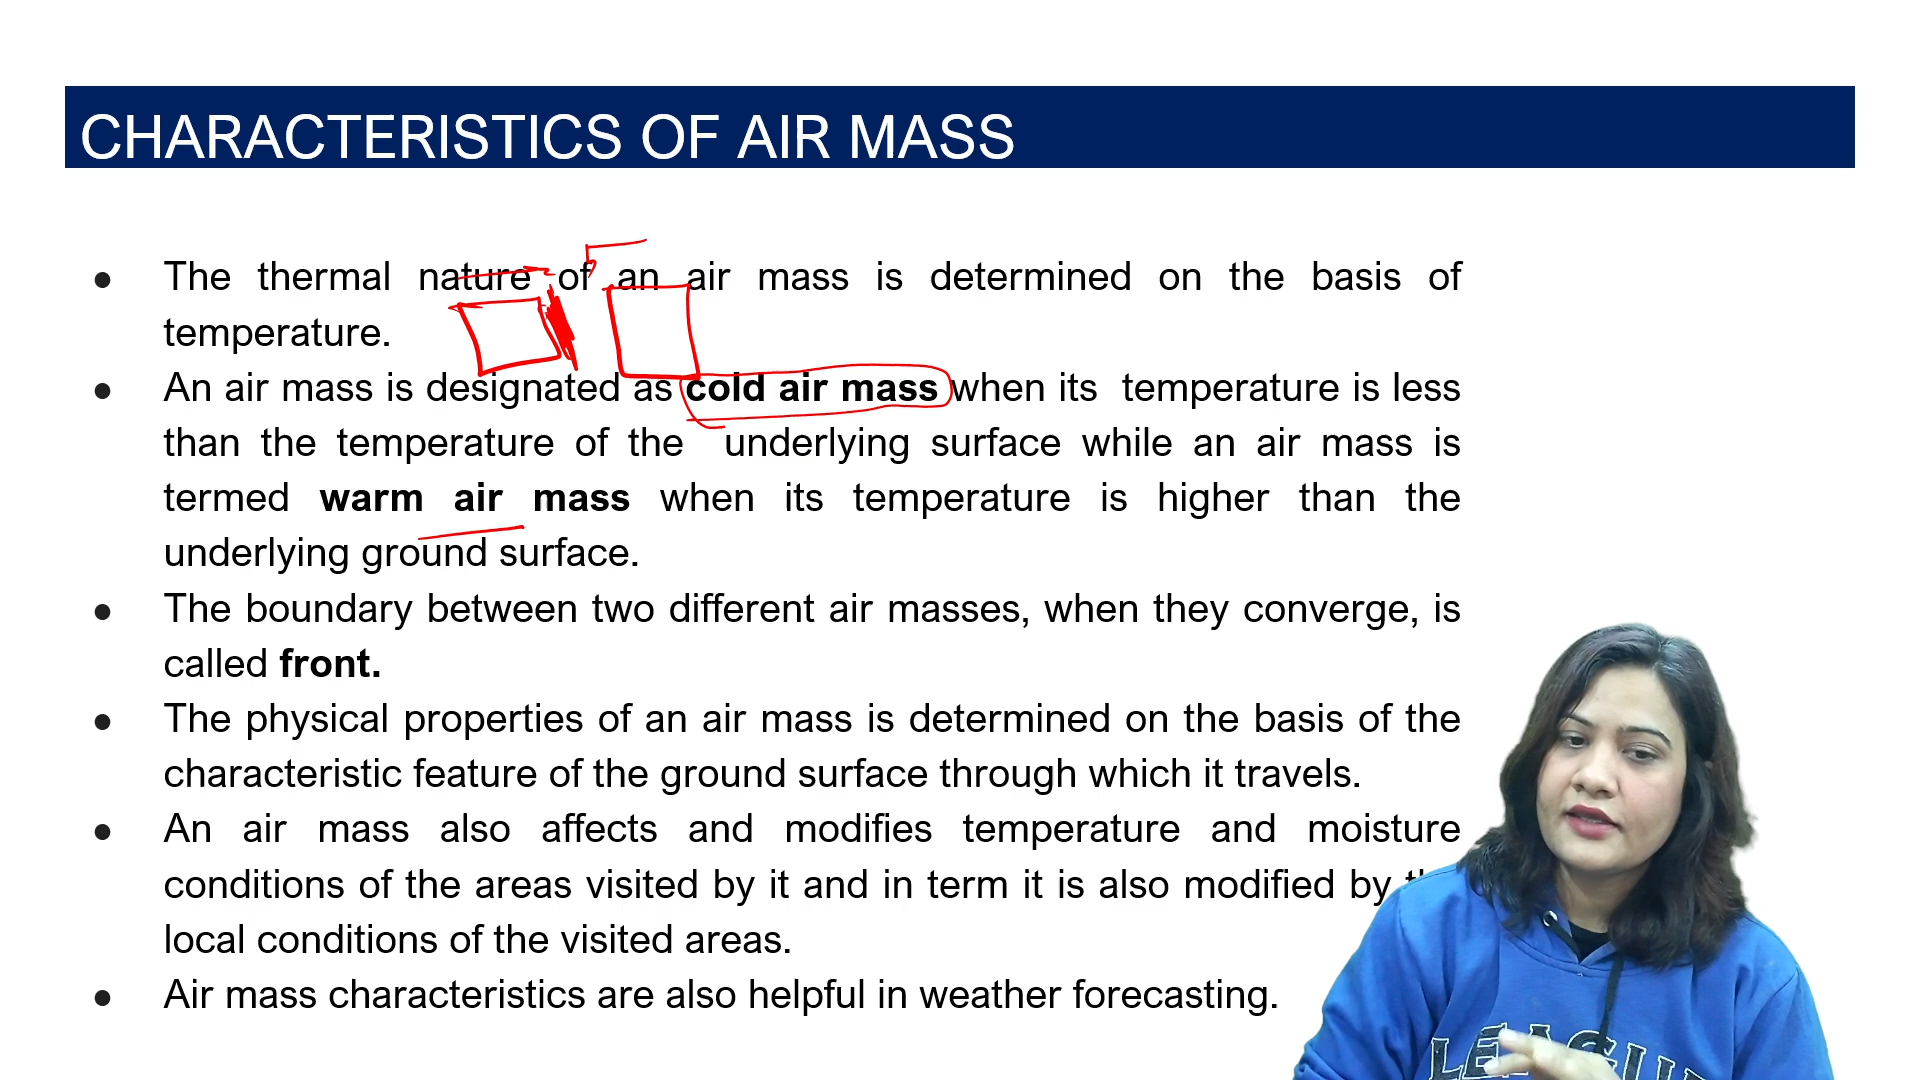 CHARACTERISTICS OF AIR MASS
● The thermal nature of an air mass is determined on the basis of
temperature.
● An air mass is designated as cold air mass when its temperature is less
than the temperature of the underlying surface while an air mass is
termed warm air mass when its temperature is higher than the
underlying ground surface.
● The boundary between two different air masses, when they converge, is
called front.
● The physical properties of an air mass is determined on the basis of the
characteristic feature of the ground surface through which it travels.
● An air mass also affects and modifies temperature and moisture
conditions of the areas visited by it and in term it is also modified by
local conditions of the visited areas.
● Air mass characteristics are also helpful in weather forecasting.